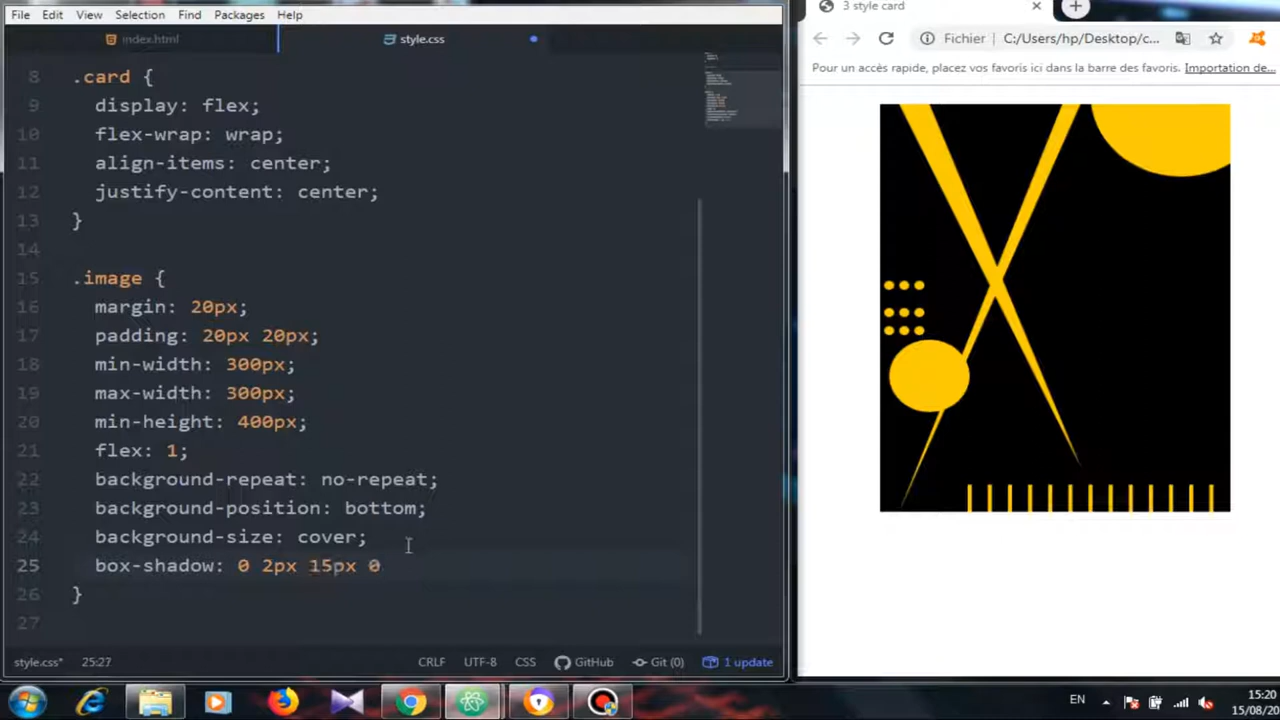 File Edit View Selection Find Packages Help
index.html
style.css
3 style card
Fichier
C:/Users/hp/Desktop/c...
Pour un accès rapide, placez vos favoris ici dans la barre des favoris. Importation de...
8 .card {
9 display: flex;
10 flex-wrap: wrap;
11 align-items: center;
12 justify-content: center;
13 }
14
15 .image {
16 margin: 20px;
17 padding: 20px 20px;
18 min-width: 300px;
19 max-width: 300px;
20 min-height: 400px;
21 flex: 1;
22 background-repeat: no-repeat;
23 background-position: bottom;
24 background-size: cover;
25 box-shadow: 0 2px 15px 0
26 }
27
style.css* 25:27 CRLF UTF-8 CSS GitHub Git (0) 1 update
EN
15:20
15/08/20